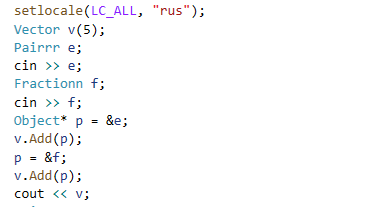 setlocale(LC_ALL, "rus");
Vector v(5);
Pairrr e;
cin >> e;
Fractionn f;
cin >> f;
Object* p = &e;
v.Add(p);
p = &f;
v.Add(p);
cout << v;